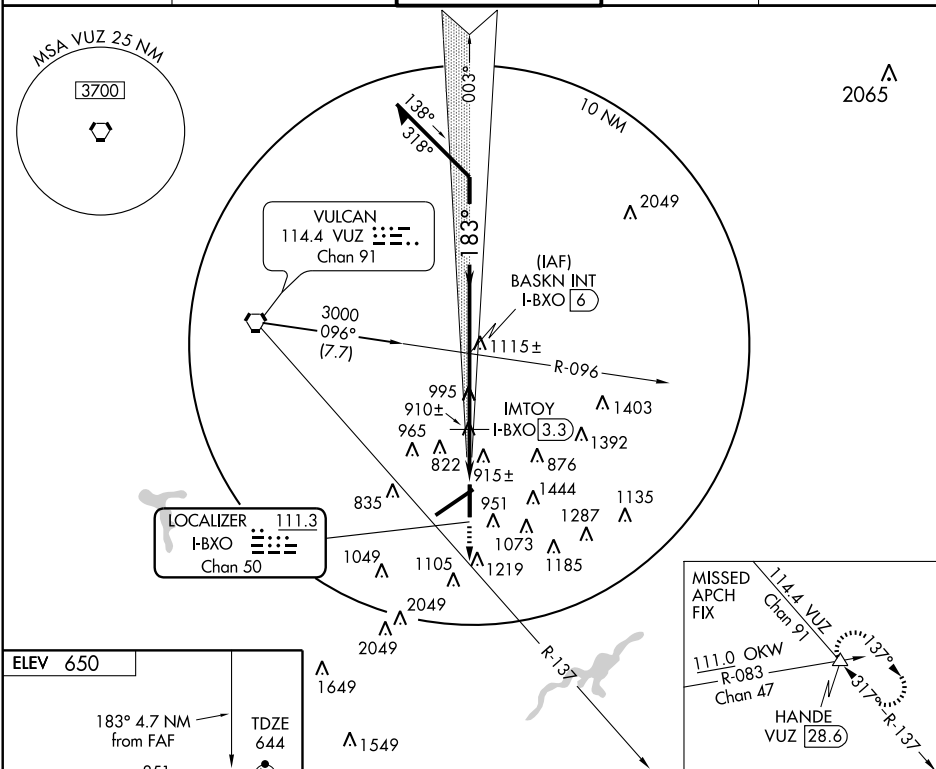 MSA VUZ 25 NM
3700
2065
10 NM
003°
138°
318°
183°
2049
VULCAN
114.4 VUZ
Chan 91
(IAF)
BASKN INT
I-BXO 6
3000
096°
(7.7)
1115±
R-096
995
910±
IMTOY
I-BXO 3.3
1403
965
822
915±
876
1392
835
951
1444
1135
1287
1073
1185
LOCALIZER 111.3
I-BXO
Chan 50
1049
1105
1219
2049
2049
R-137
1649
1549
ELEV 650
183° 4.7 NM
from FAF
TDZE
644
MISSED
APCH
FIX
114.4 VUZ
Chan 91
111.0 OKW
R-083
Chan 47
137°
317°
R-137
HANDE
VUZ 28.6